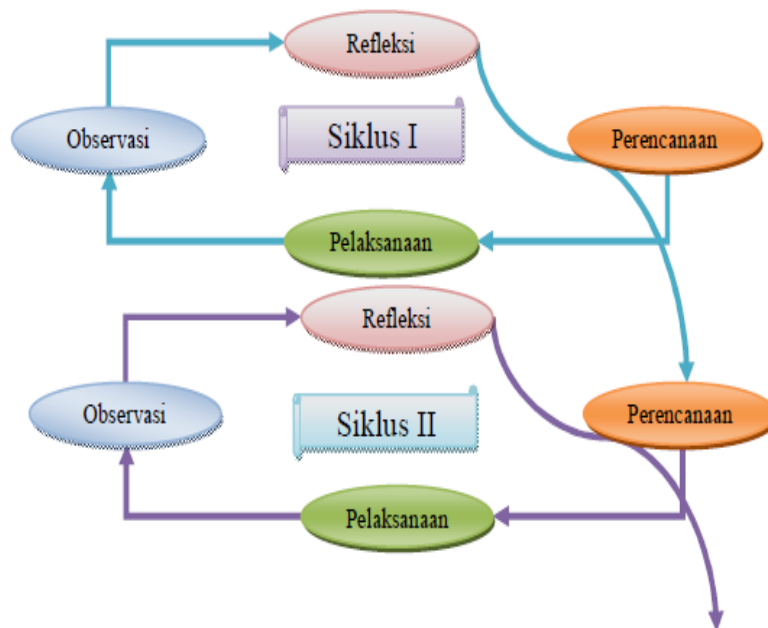 Refleksi
Observasi
Siklus I
Perencanaan
Pelaksanaan
Refleksi
Observasi
Siklus II
Perencanaan
Pelaksanaan